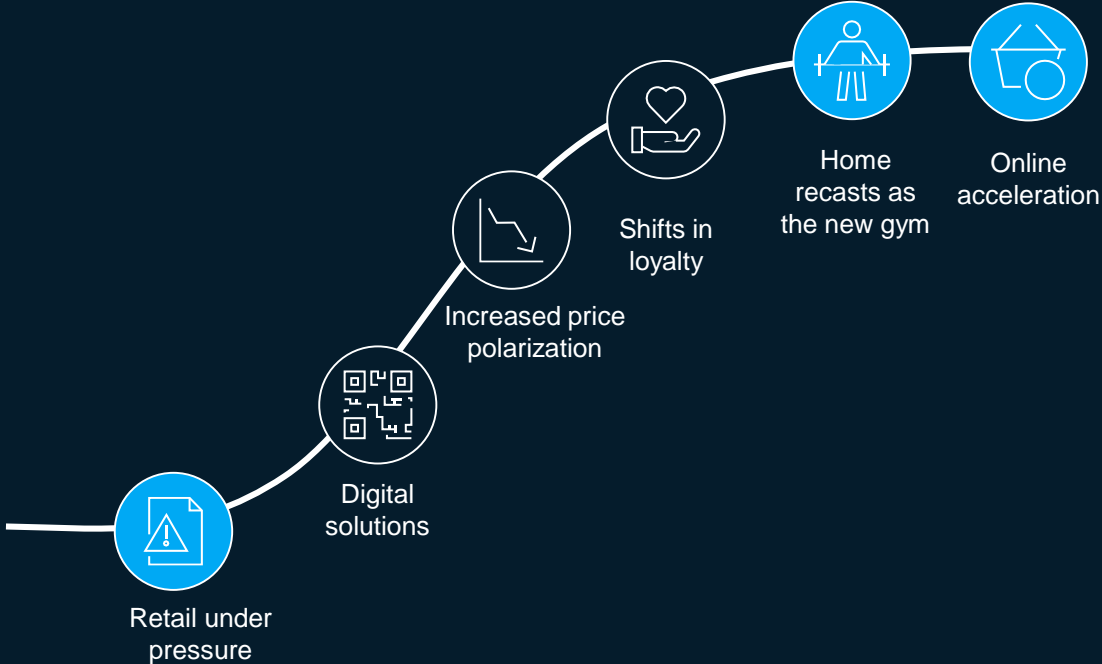 Home
recasts as
the new gym
Online
acceleration
Shifts in
loyalty
Increased price
polarization
Digital
solutions
Retail under
pressure